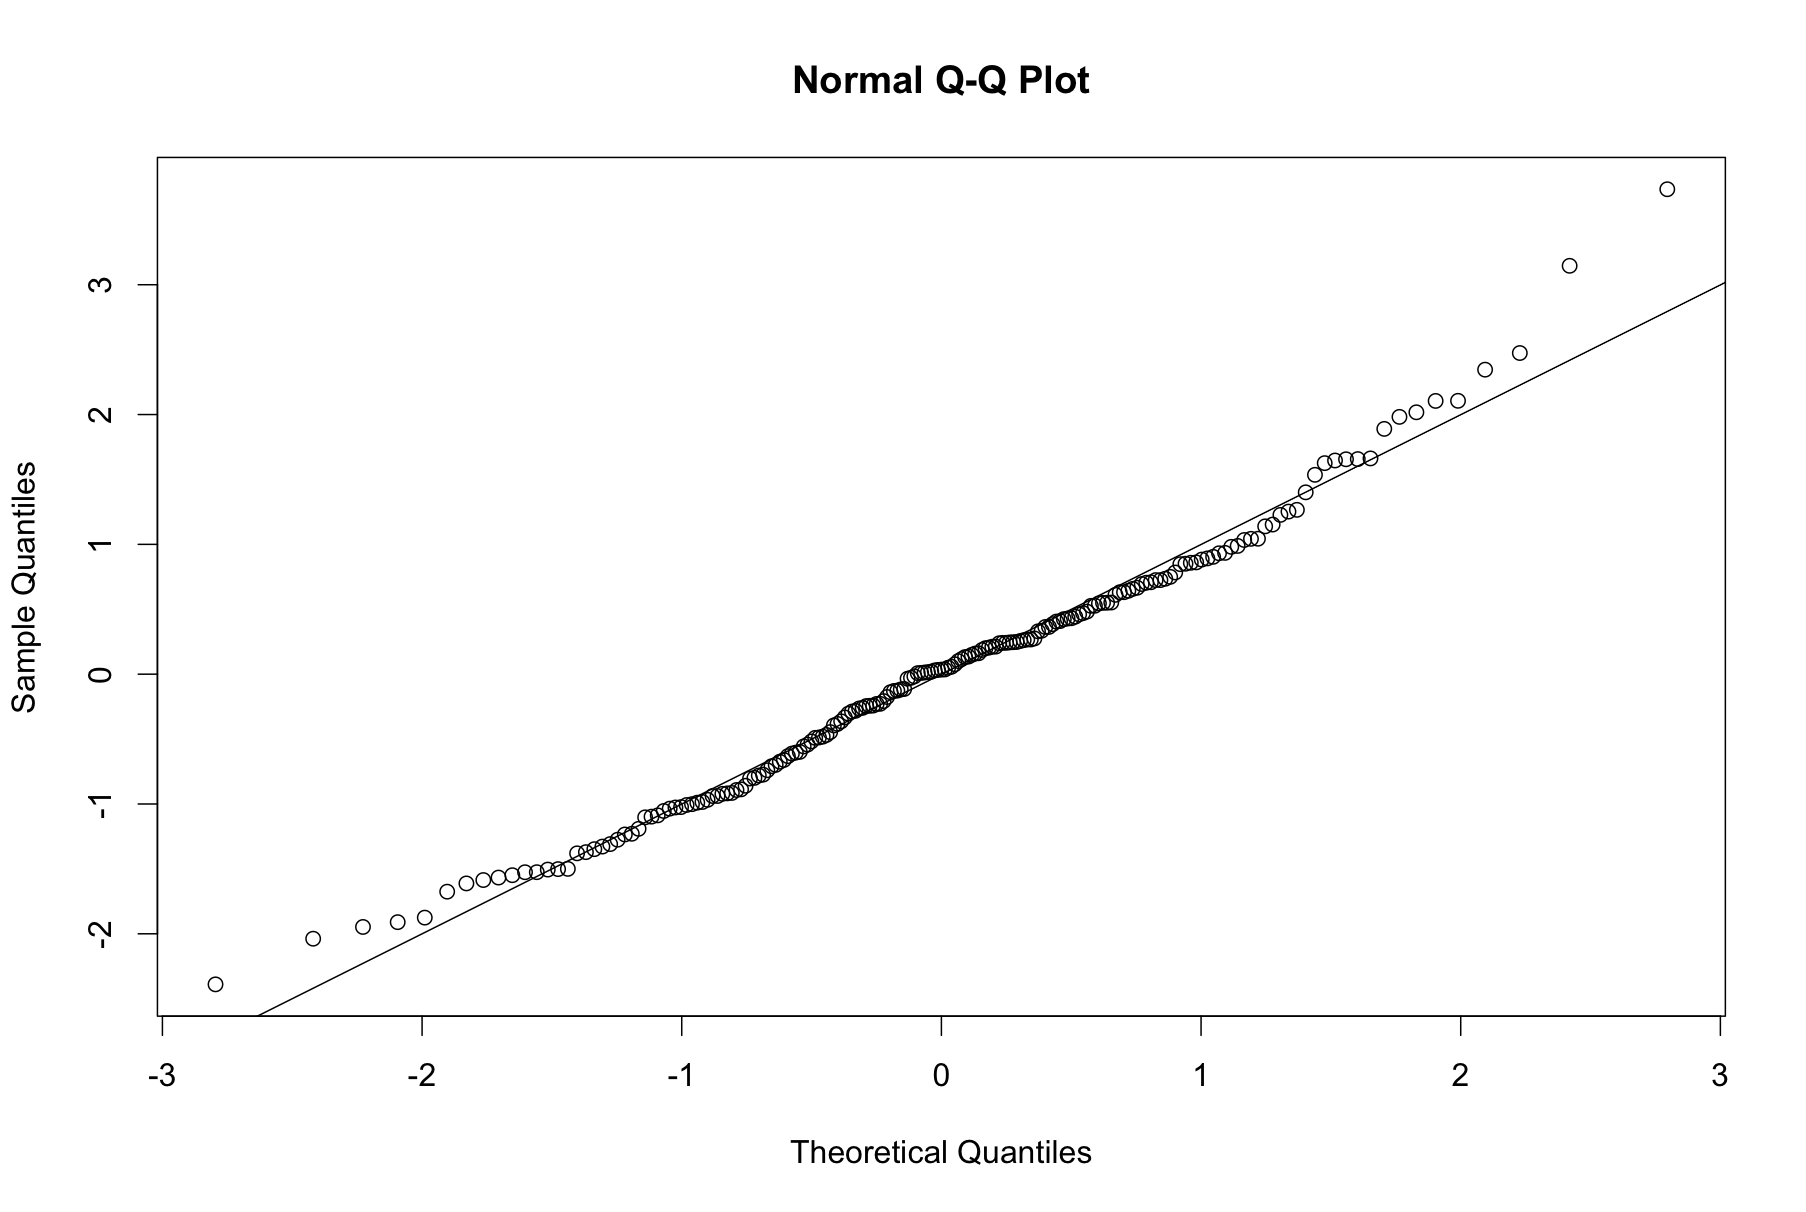 Normal Q-Q Plot
Sample Quantiles
3
2
1
0
-1
-2
-3 -2 -1 0 1 2 3
Theoretical Quantiles